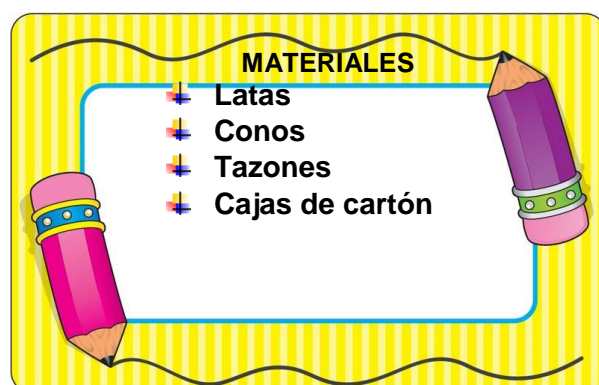 MATERIALES
Latas
Conos
Tazones
Cajas de cartón